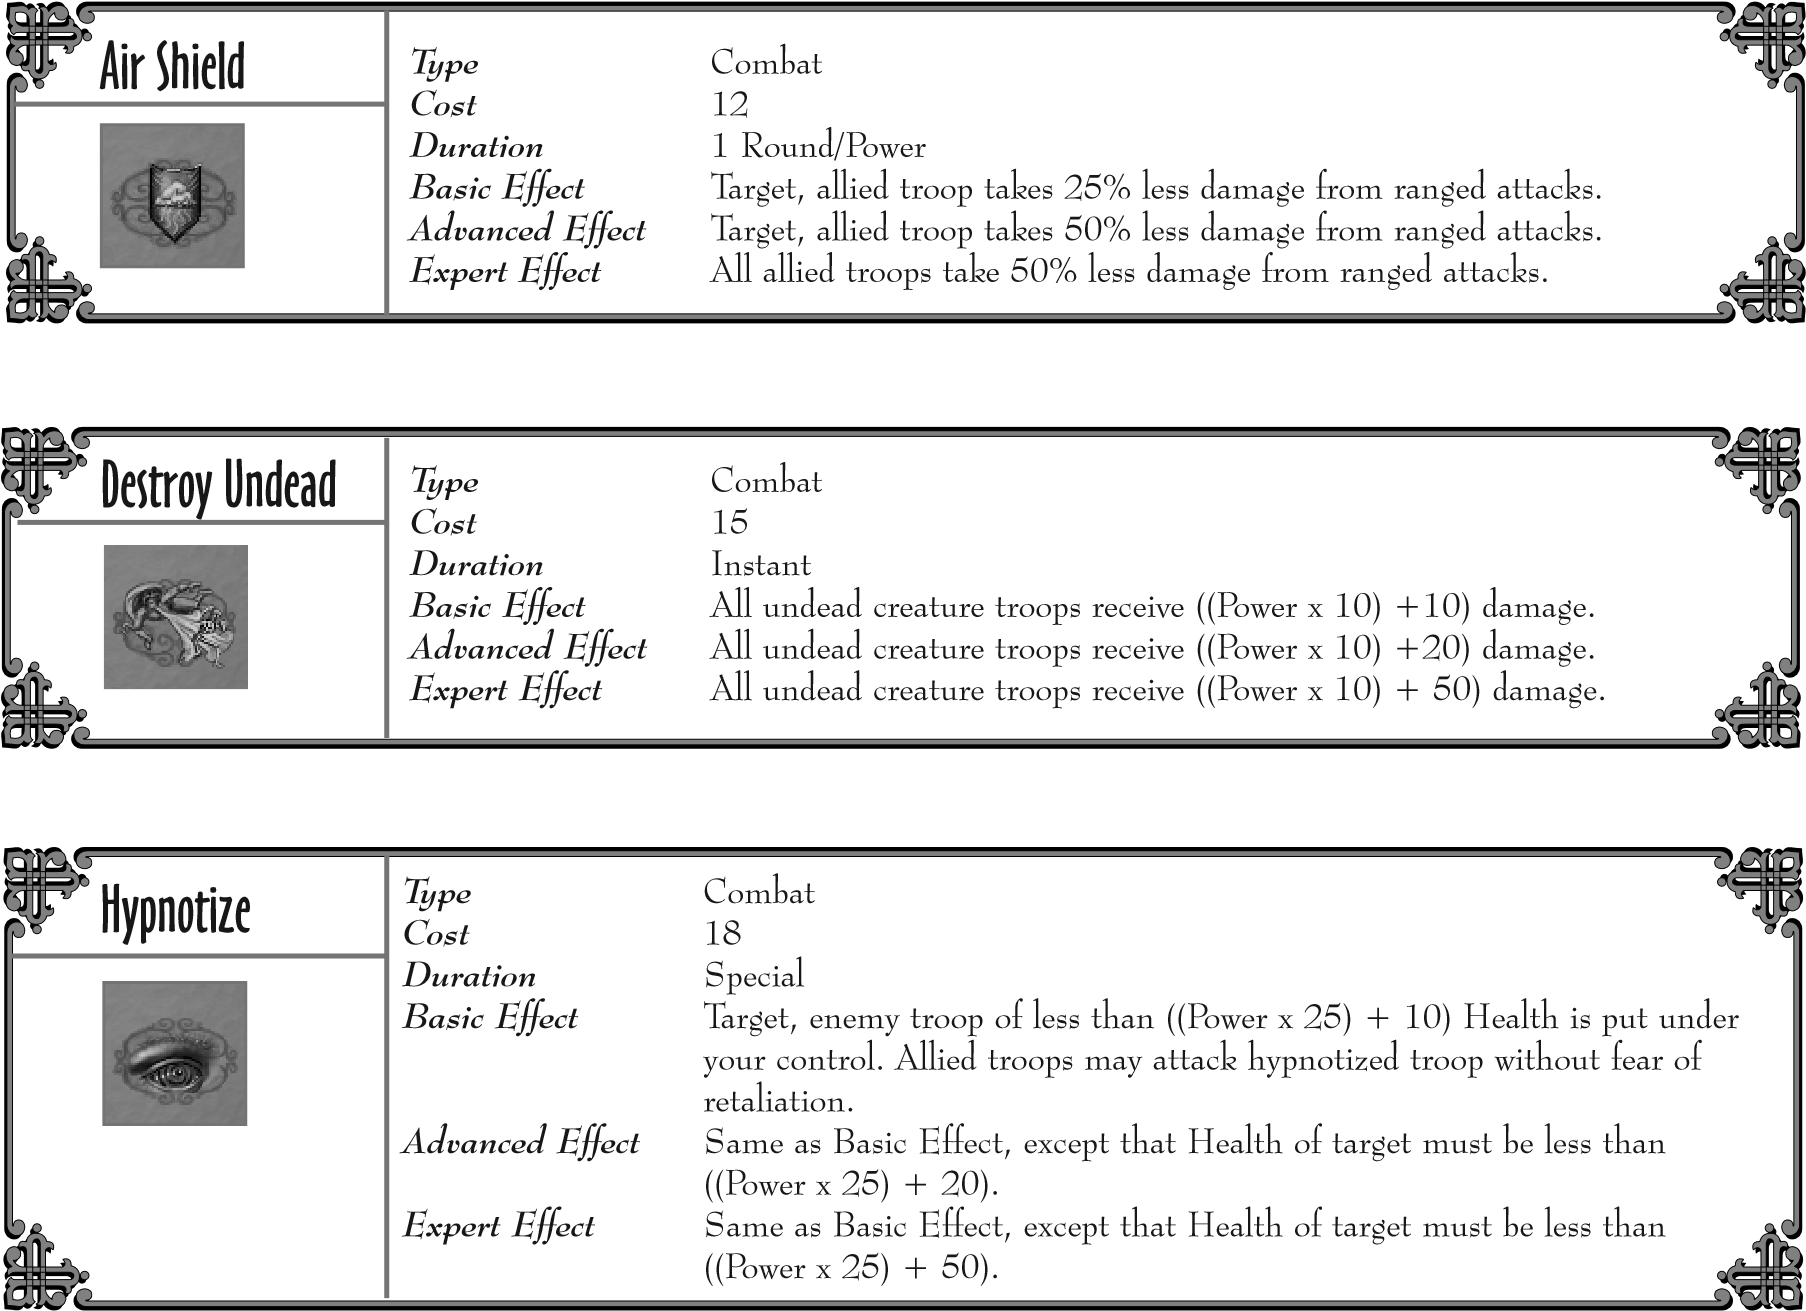 Air Shield
Type Combat
Cost 12
Duration 1 Round/Power
Basic Effect Target, allied troop takes 25% less damage from ranged attacks.
Advanced Effect Target, allied troop takes 50% less damage from ranged attacks.
Expert Effect All allied troops take 50% less damage from ranged attacks.
Destroy Undead
Type Combat
Cost 15
Duration Instant
Basic Effect All undead creature troops receive ((Power x 10) +10) damage.
Advanced Effect All undead creature troops receive ((Power x 10) +20) damage.
Expert Effect All undead creature troops receive ((Power x 10) + 50) damage.
Hypnotize
Type Combat
Cost 18
Duration Special
Basic Effect Target, enemy troop of less than ((Power x 25) + 10) Health is put under
your control. Allied troops may attack hypnotized troop without fear of
retaliation.
Advanced Effect Same as Basic Effect, except that Health of target must be less than
((Power x 25) + 20).
Expert Effect Same as Basic Effect, except that Health of target must be less than
((Power x 25) + 50).